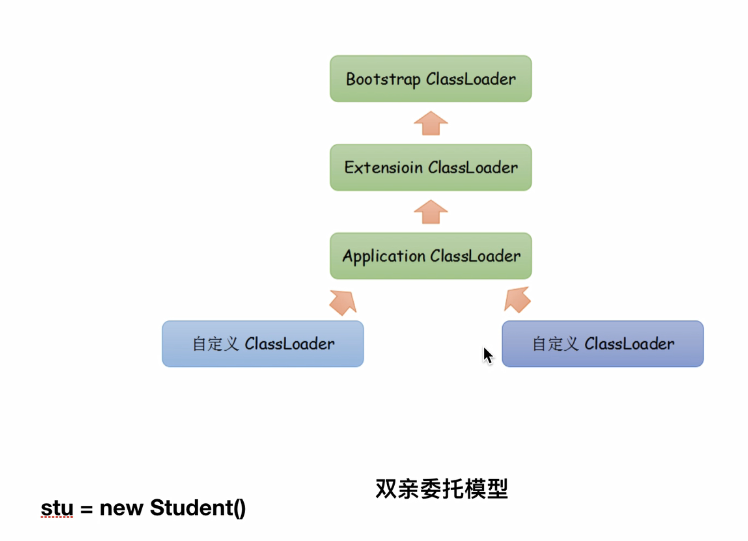 Bootstrap ClassLoader
Extensioin ClassLoader
Application ClassLoader
自定义 ClassLoader
自定义 ClassLoader
双亲委托模型
stu = new Student()